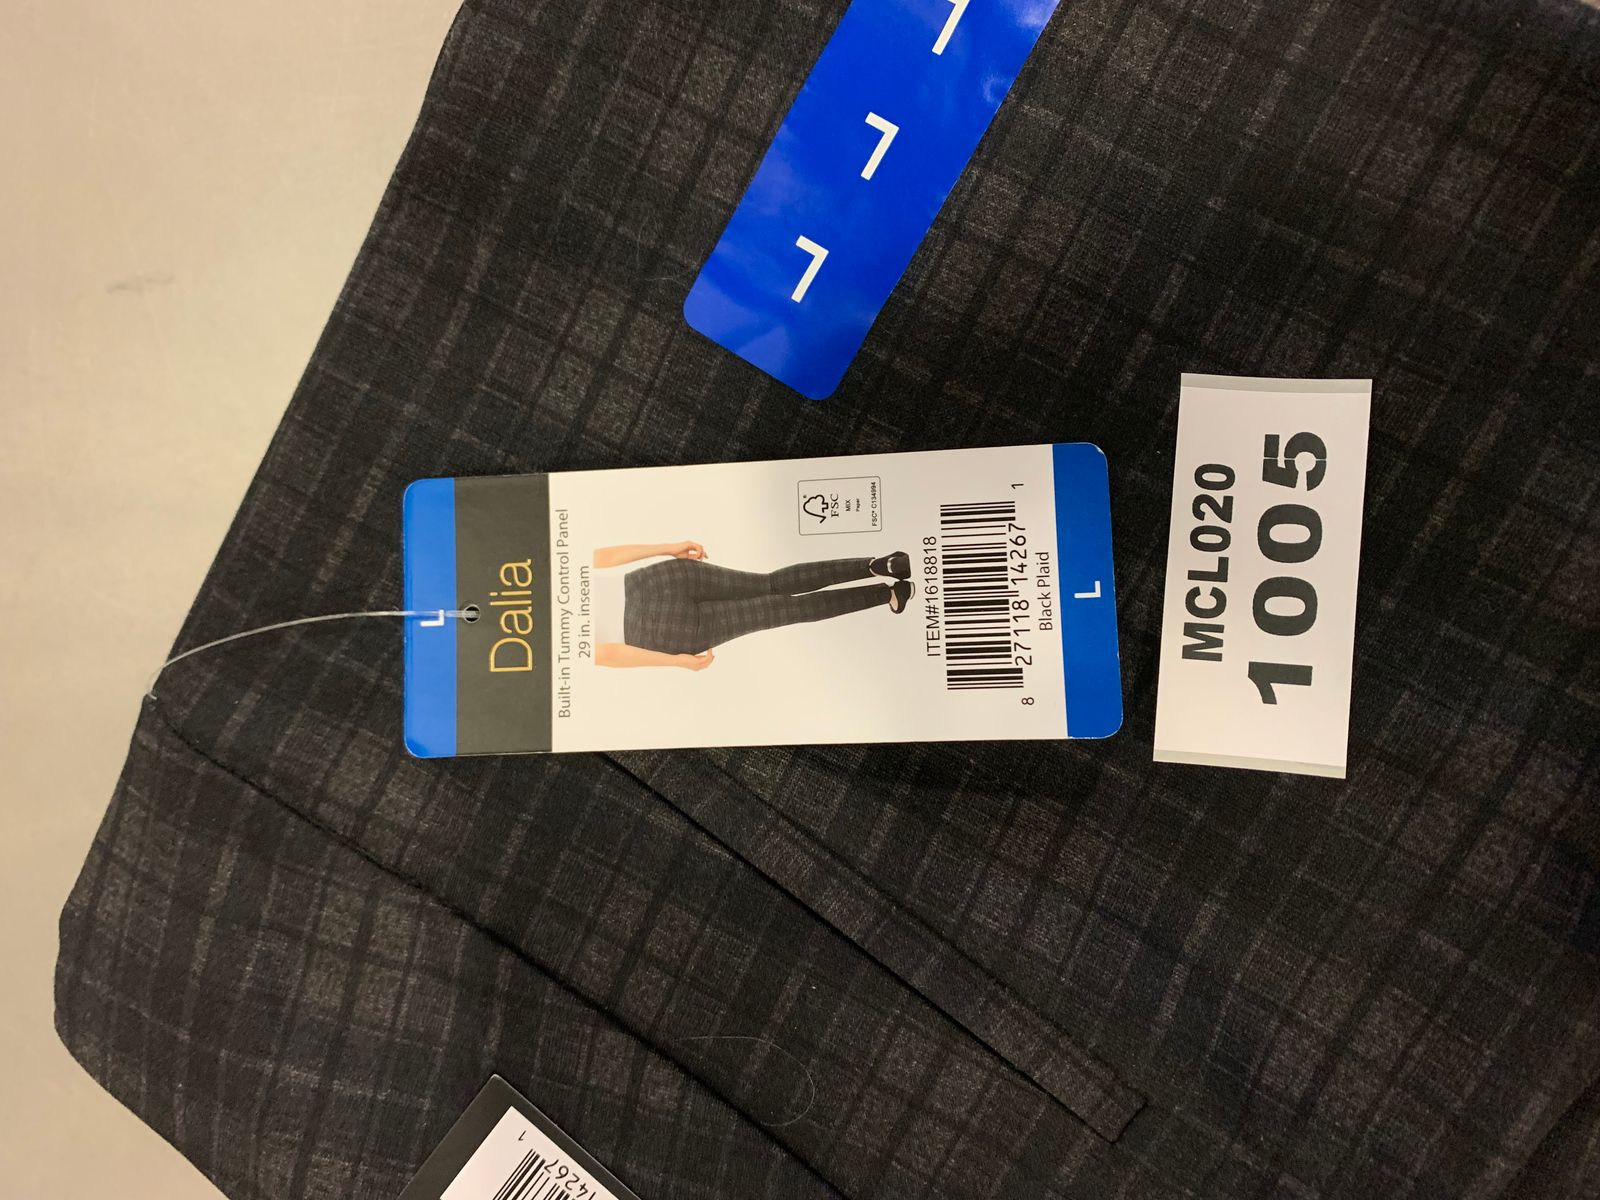 L
L
L
L
Dalia
Built-in Tummy Control Panel
29 in. inseam
FSC®
MIX
Paper
FSC® C134994
ITEM#1618818
8 27118 14267 1
Black Plaid
L
MCL020
1005
14267 1